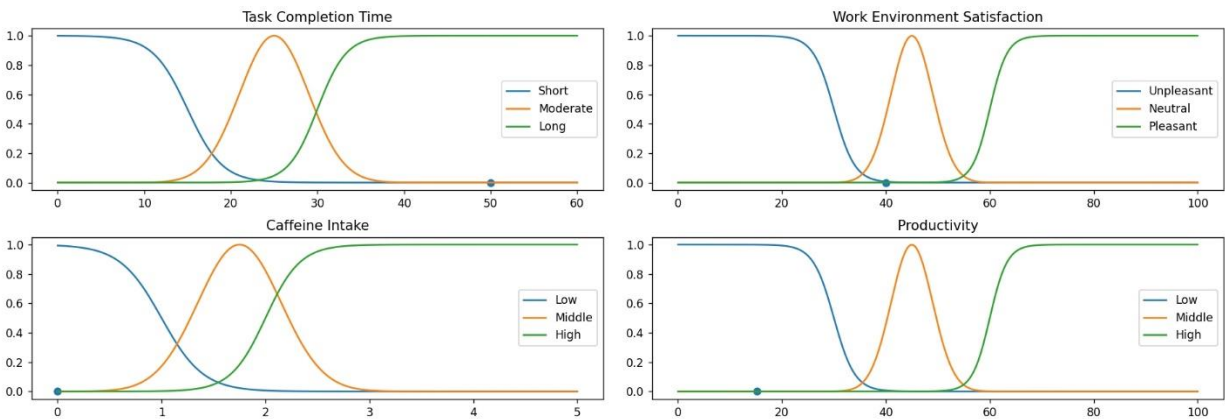 Task Completion Time
1.0
0.8
0.6
0.4
0.2
0.0
Short
Moderate
Long
0 10 20 30 40 50 60
Work Environment Satisfaction
1.0
0.8
0.6
0.4
0.2
0.0
Unpleasant
Neutral
Pleasant
0 20 40 60 80 100
Caffeine Intake
1.0
0.8
0.6
0.4
0.2
0.0
Low
Middle
High
0 1 2 3 4 5
Productivity
1.0
0.8
0.6
0.4
0.2
0.0
Low
Middle
High
0 20 40 60 80 100